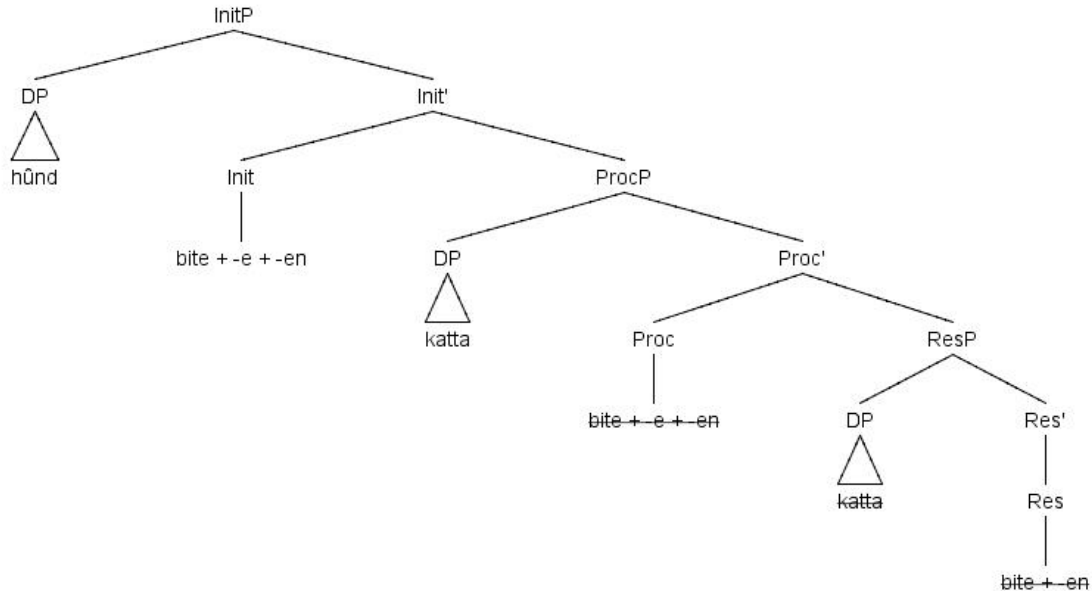 InitP
DP Init'
hûnd Init ProcP
bite + -e + -en DP Proc'
katta Proc ResP
bite + -e + -en DP Res'
katta Res
bite + -en